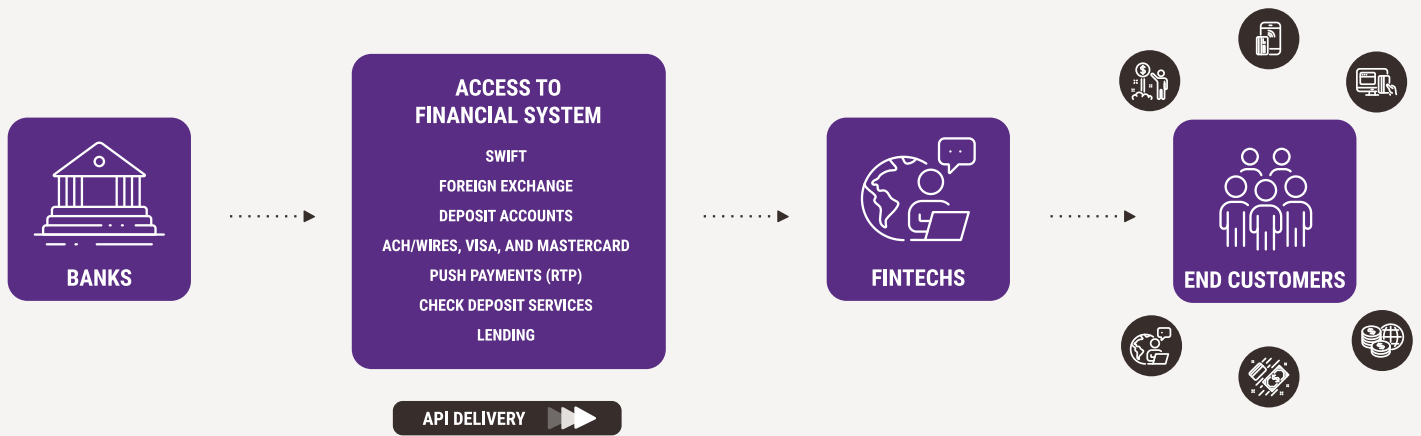 BANKS
ACCESS TO
FINANCIAL SYSTEM
SWIFT
FOREIGN EXCHANGE
DEPOSIT ACCOUNTS
ACH/WIRES, VISA, AND MASTERCARD
PUSH PAYMENTS (RTP)
CHECK DEPOSIT SERVICES
LENDING
API DELIVERY
FINTECHS
END CUSTOMERS